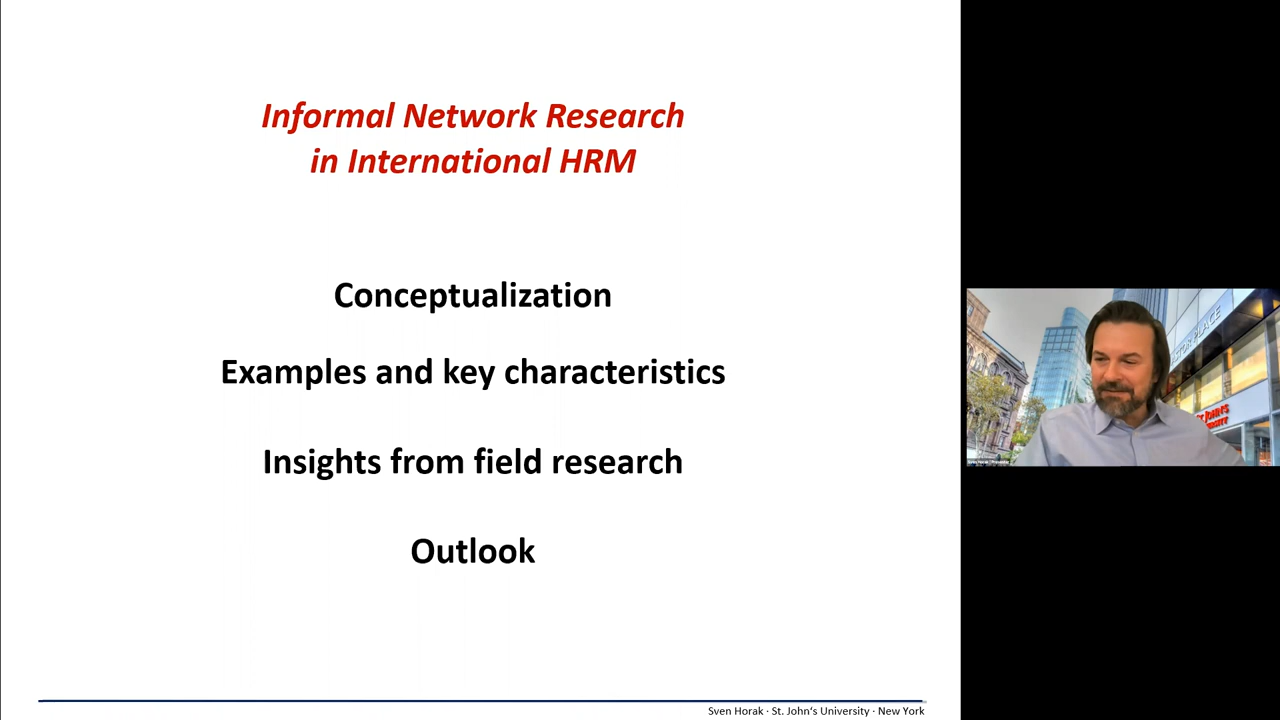 Informal Network Research
in International HRM
Conceptualization
Examples and key characteristics
Insights from field research
Outlook
Sven Horak · St. John's University · New York